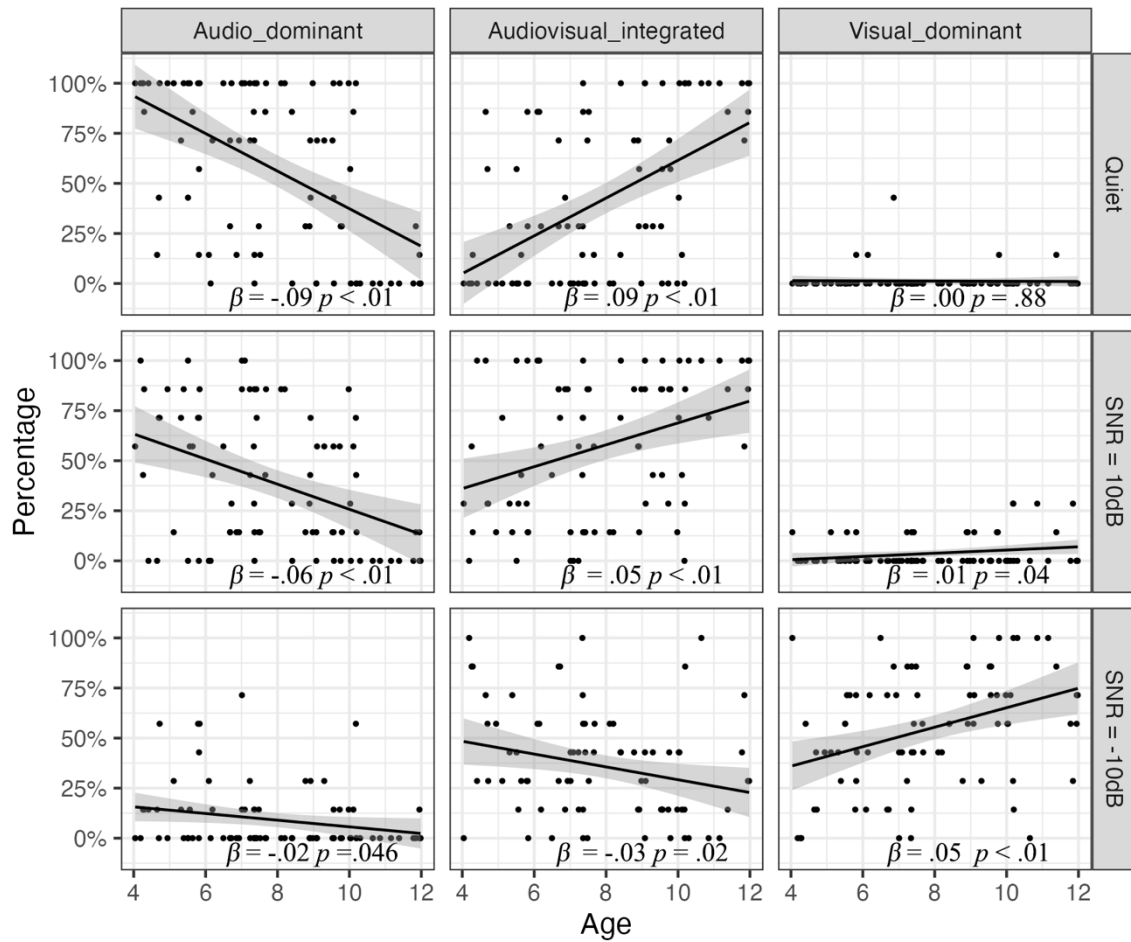 Audio_dominant Audiovisual_integrated Visual_dominant
100%
75%
50%
25%
0%
β = -.09 p < .01
β = .09 p < .01
β = .00 p = .88
Quiet
100%
75%
50%
25%
0%
β = -.06 p < .01
β = .05 p < .01
β = .01 p = .04
SNR = 10dB
100%
75%
50%
25%
0%
β = -.02 p =.046
β = -.03 p = .02
β = .05 p < .01
SNR = -10dB
4 6 8 10 12 4 6 8 10 12 4 6 8 10 12
Age
Percentage